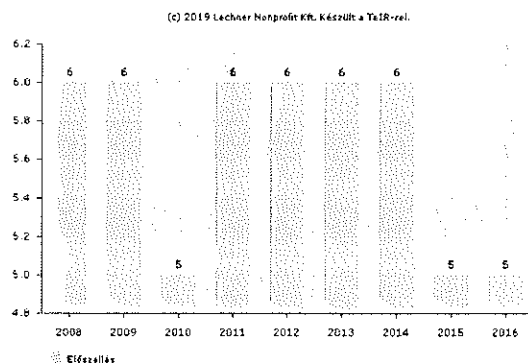 (c) 2019 Lechner Nonprofit Kft. Készült a TeIR-rel.
6.2
6 6 6 6 6 6
6.0
5.8
5.6
5.4
5.2
5 5 5
5.0
4.8
2008 2009 2010 2011 2012 2013 2014 2015 2016
Előszállás